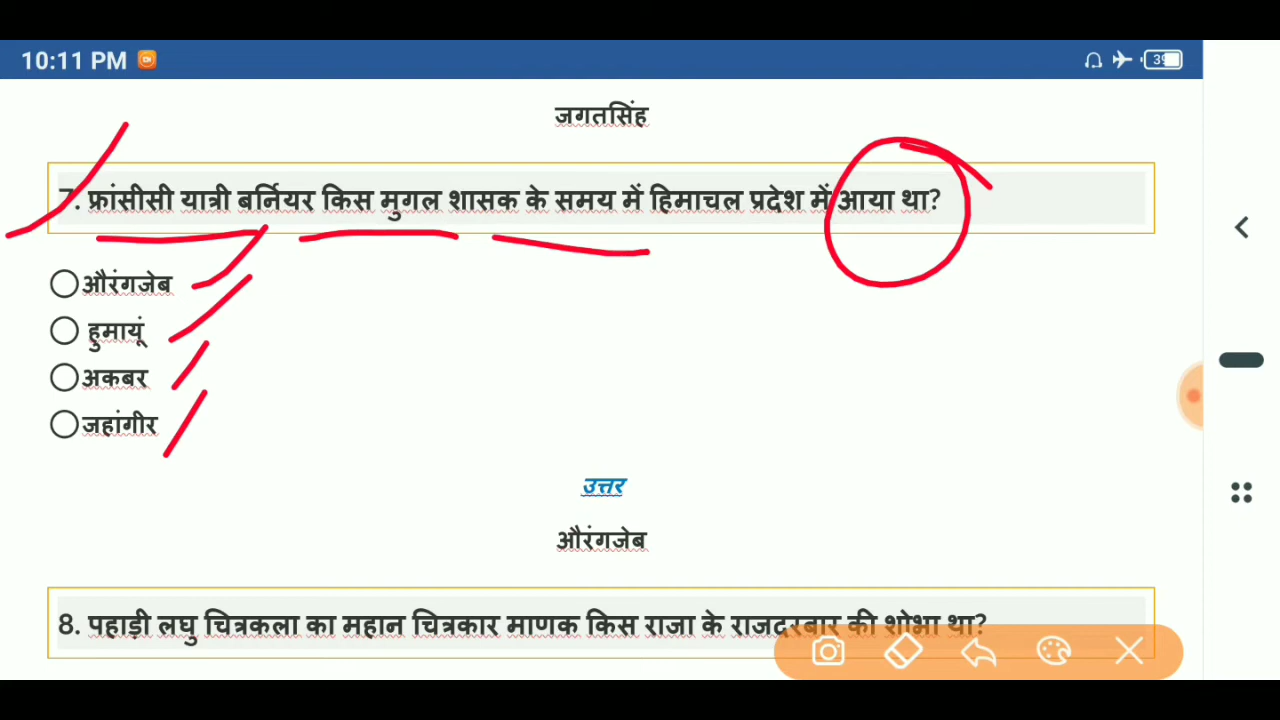 10:11 PM
39
जगतसिंह
7. फ्रांसीसी यात्री बर्नियर किस मुगल शासक के समय में हिमाचल प्रदेश में आया था?
औरंगजेब
हुमायूं
अकबर
जहांगीर
उत्तर
औरंगजेब
8. पहाड़ी लघु चित्रकला का महान चित्रकार माणक किस राजा के राजदरबार की शोभा था?